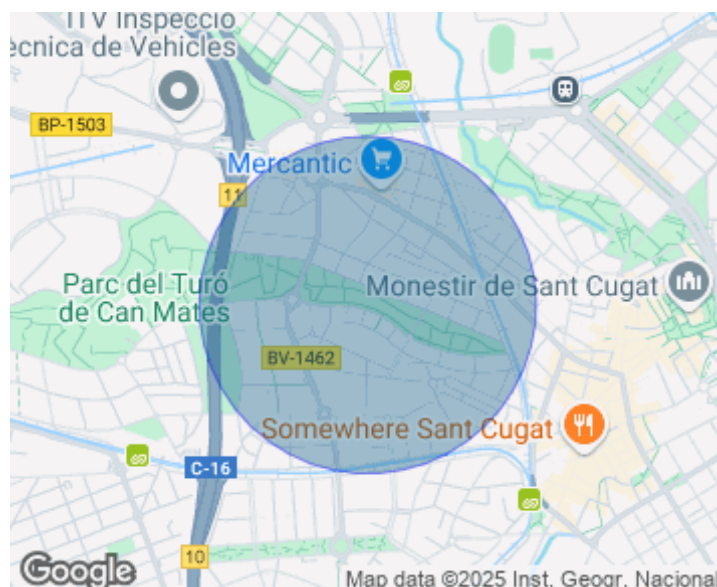 ITV Inspecció
ècnica de Vehicles
BP-1503
Mercantic
11
Parc del Turó
de Can Mates
Monestir de Sant Cugat
BV-1462
Somewhere Sant Cugat
C-16
10
Google
Map data ©2025 Inst. Geogr. Nacional